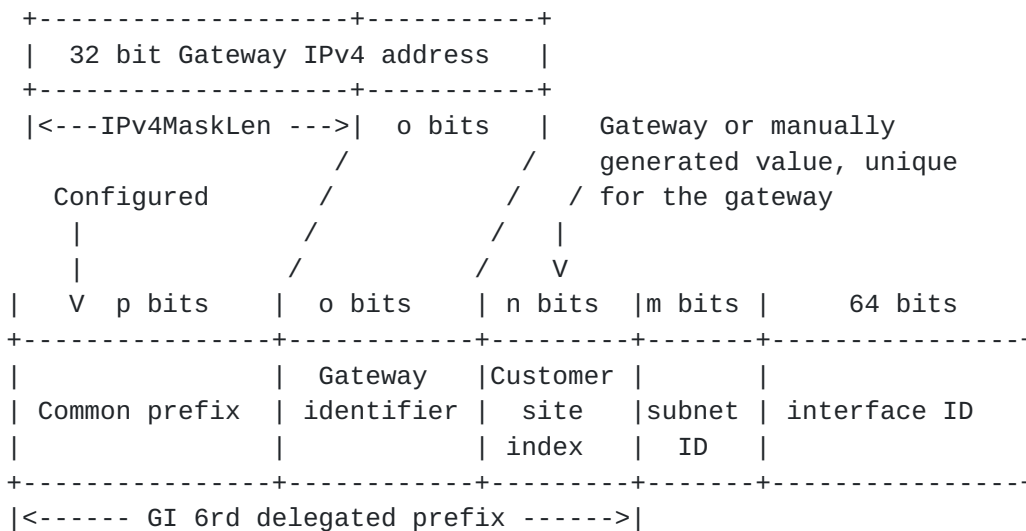 +---------------------+-----------+
|  32 bit Gateway IPv4 address   |
+---------------------+-----------+
|<---IPv4MaskLen --->|  o bits   |   Gateway or manually
/           /    generated value, unique
Configured       /           /   / for the gateway
|             /           /   |
|            /           /    V
|   V  p bits    |  o bits    | n bits  |m bits |     64 bits
+----------------+------------+---------+-------+----------------+
|                |  Gateway   |Customer |       |
| Common prefix  | identifier |  site   |subnet | interface ID
|                |            | index   |  ID   |
+----------------+------------+---------+-------+----------------+
|<------ GI 6rd delegated prefix ------>|